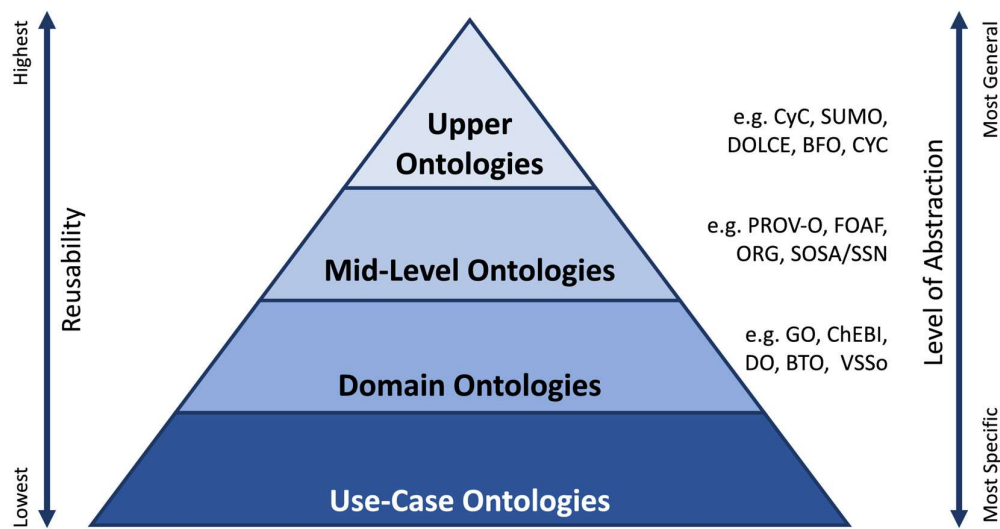 Highest
Reusability
Lowest
Upper
Ontologies
Mid-Level Ontologies
Domain Ontologies
Use-Case Ontologies
e.g. CyC, SUMO,
DOLCE, BFO, CYC
e.g. PROV-O, FOAF,
ORG, SOSA/SSN
e.g. GO, ChEBI,
DO, BTO, VSSo
Most General
Level of Abstraction
Most Specific